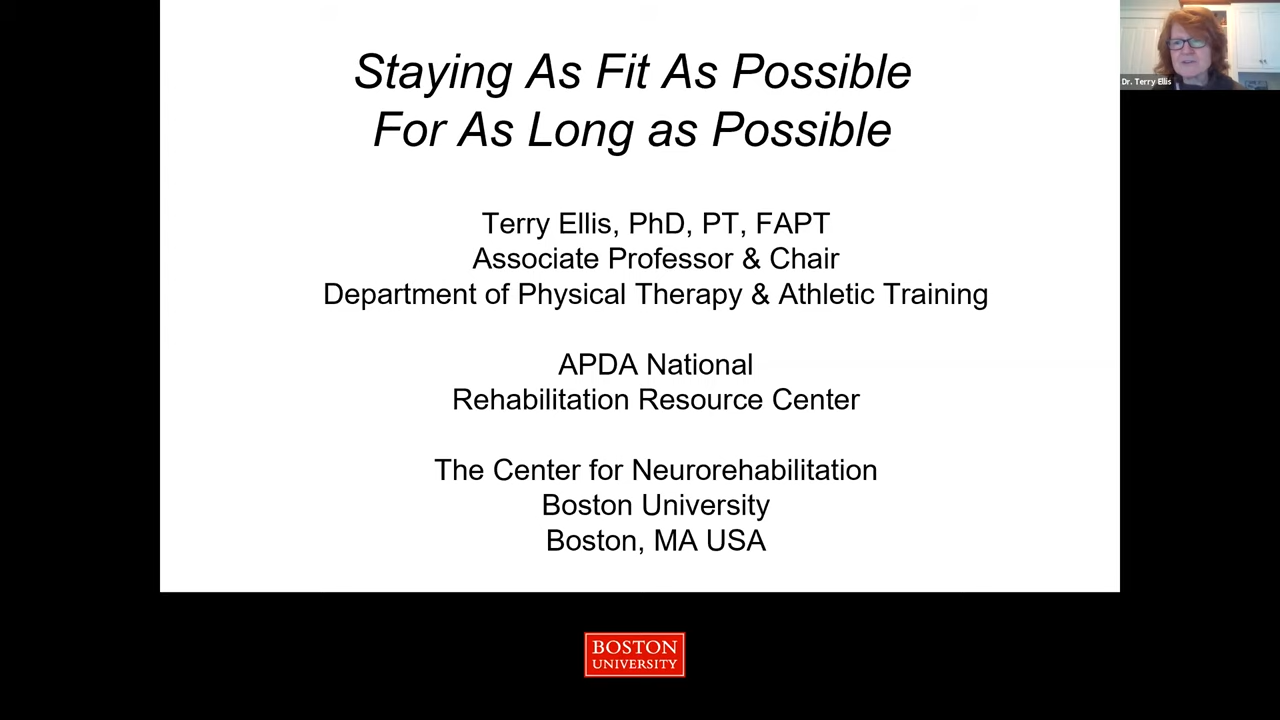 Staying As Fit As Possible
For As Long as Possible
Dr. Terry Ellis
Terry Ellis, PhD, PT, FAPT
Associate Professor & Chair
Department of Physical Therapy & Athletic Training
APDA National
Rehabilitation Resource Center
The Center for Neurorehabilitation
Boston University
Boston, MA USA
BOSTON
UNIVERSITY